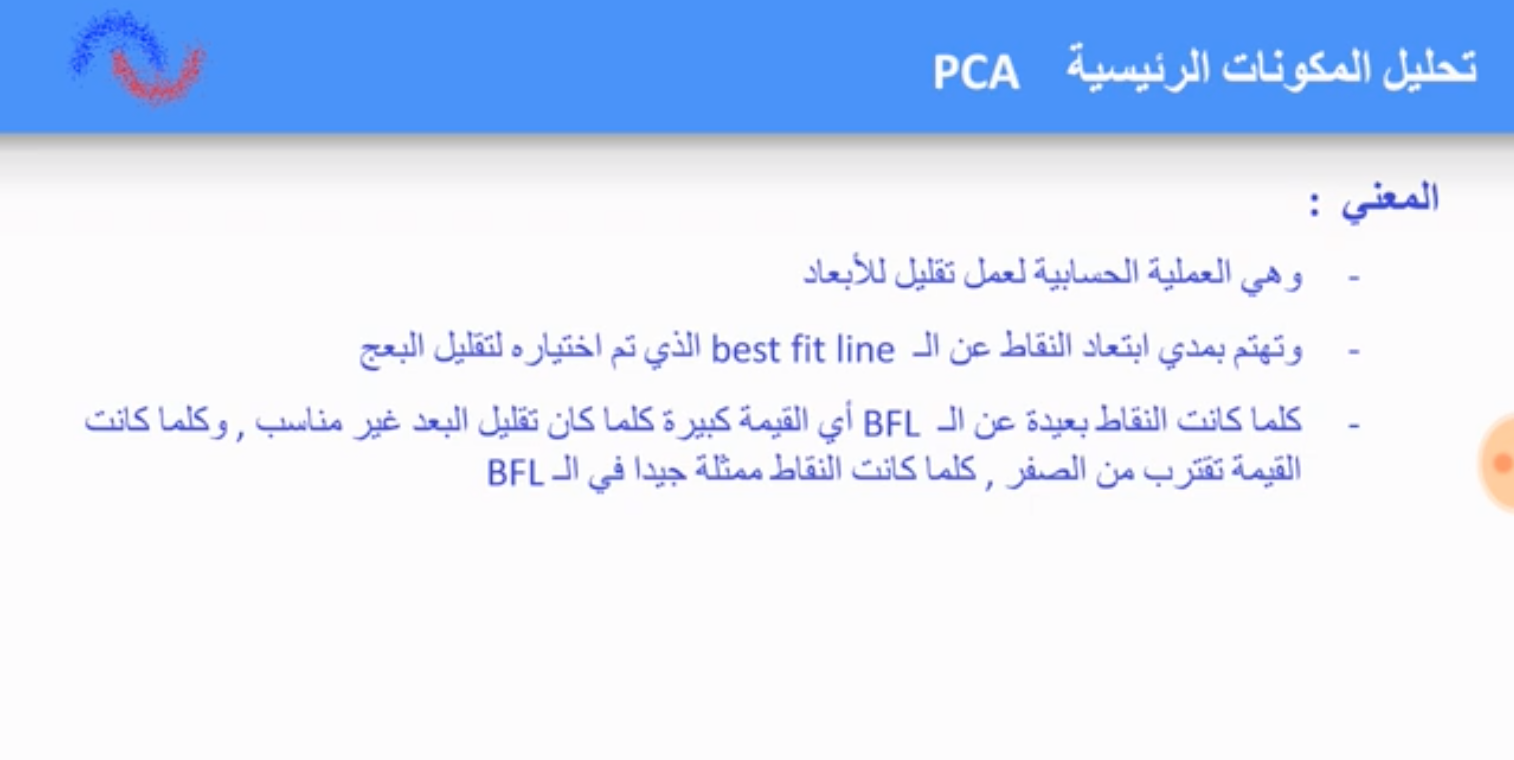 تحليل المكونات الرئيسية PCA
المعني :
- وهي العملية الحسابية لعمل تقليل للأبعاد
- وتهتم بمدي ابتعاد النقاط عن الـ best fit line الذي تم اختياره لتقليل البعج
- كلما كانت النقاط بعيدة عن الـ BFL أي القيمة كبيرة كلما كان تقليل البعد غير مناسب , وكلما كانت
القيمة تقترب من الصفر , كلما كانت النقاط ممثلة جيدا في الـ BFL